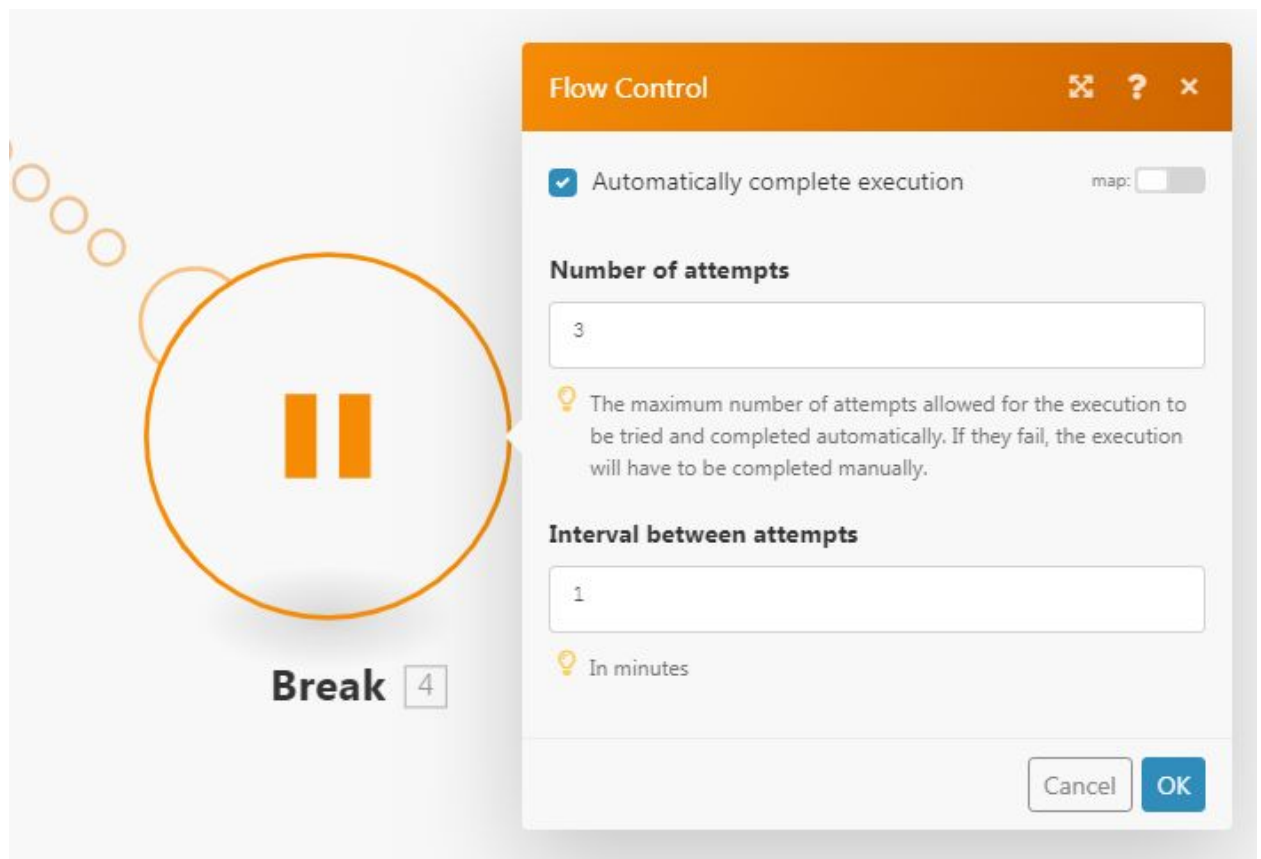 Flow Control
Automatically complete execution
map:
Number of attempts
3
The maximum number of attempts allowed for the execution to
be tried and completed automatically. If they fail, the execution
will have to be completed manually.
Interval between attempts
1
In minutes
Break 4
Cancel OK